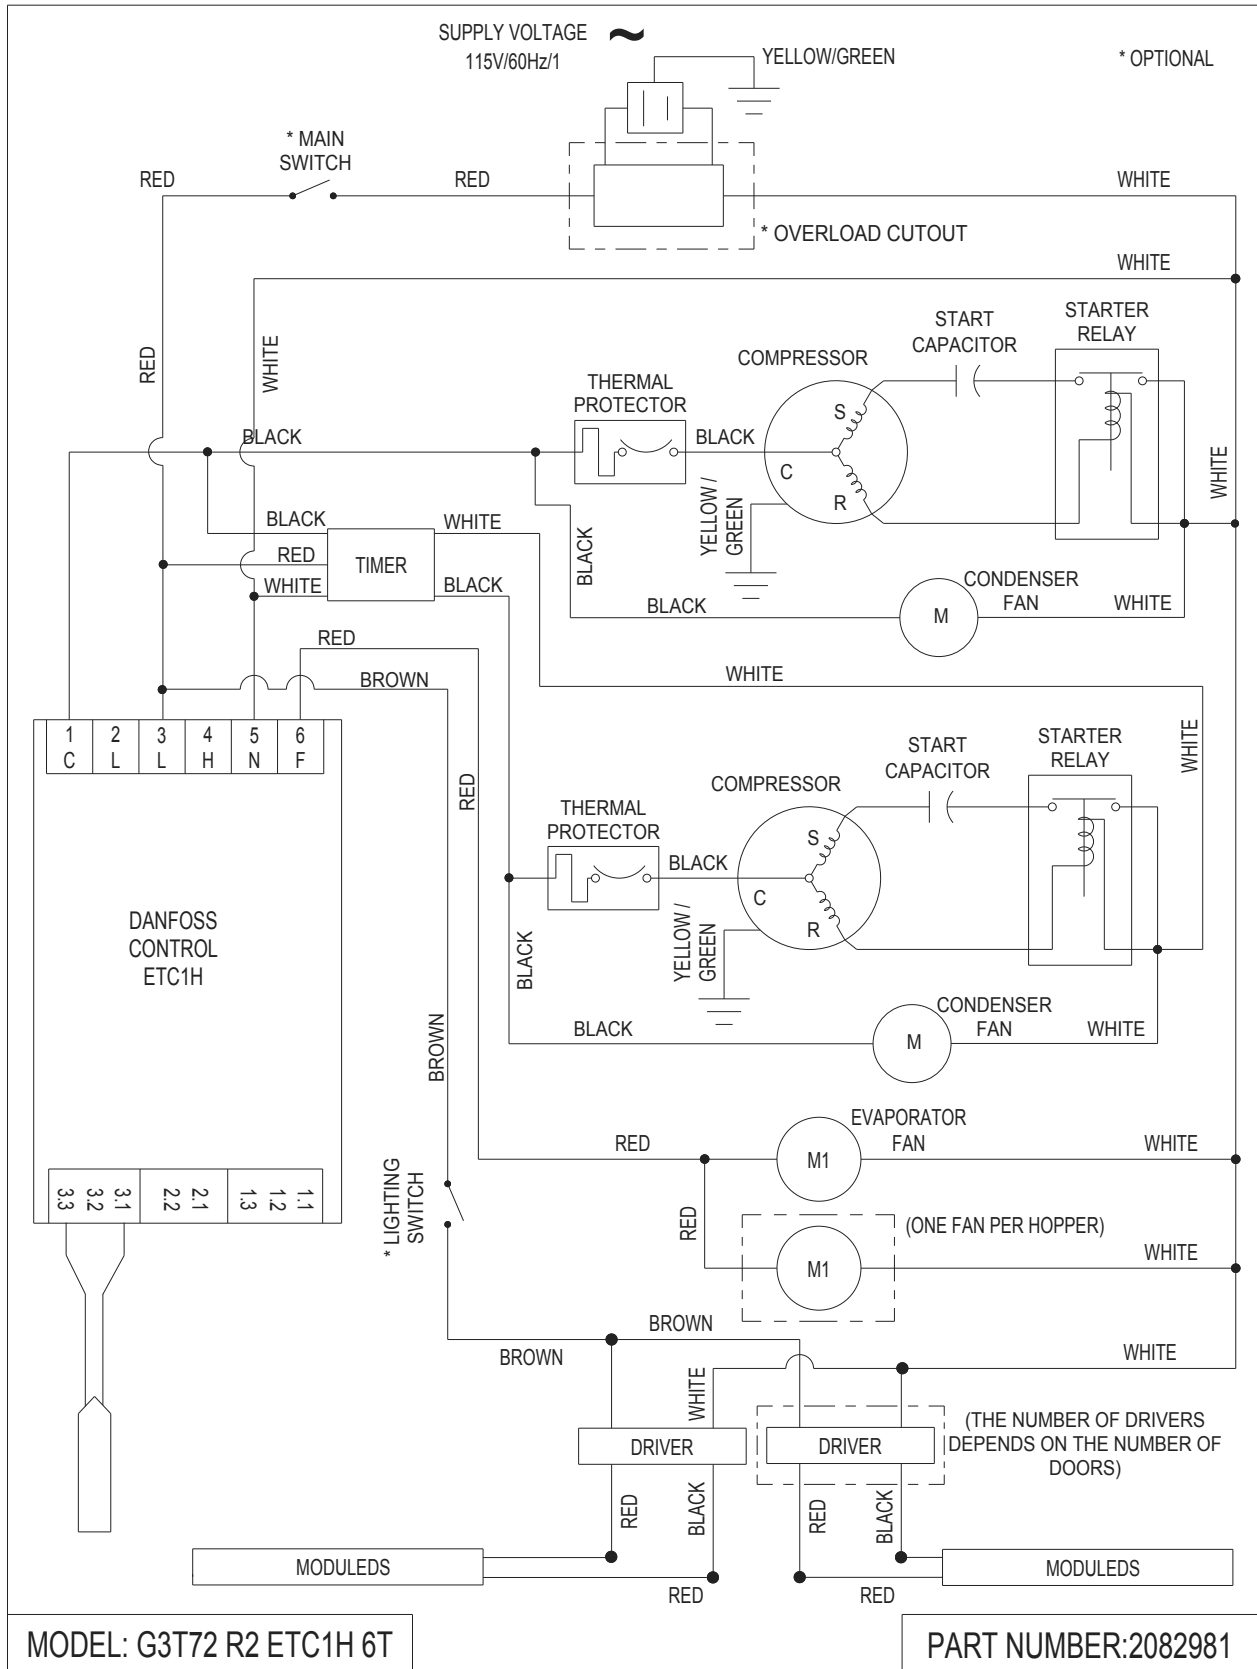 SUPPLY VOLTAGE ~
115V/60Hz/1
YELLOW/GREEN
* OPTIONAL
* MAIN
SWITCH
RED
RED
WHITE
* OVERLOAD CUTOUT
WHITE
RED
WHITE
COMPRESSOR
START
CAPACITOR
STARTER
RELAY
THERMAL
PROTECTOR
BLACK
BLACK
S
C
R
WHITE
YELLOW /
GREEN
BLACK
RED
WHITE
TIMER
WHITE
BLACK
BLACK
BLACK
CONDENSER
FAN
M
WHITE
RED
BROWN
WHITE
WHITE
1 2 3 4 5 6
C L L H N F
RED
COMPRESSOR
START
CAPACITOR
STARTER
RELAY
THERMAL
PROTECTOR
BLACK
S
C
R
YELLOW /
GREEN
BLACK
DANFOSS
CONTROL
ETC1H
BLACK
CONDENSER
FAN
M
WHITE
BROWN
EVAPORATOR
FAN
RED
M1
WHITE
3.3 3.2 3.1 2.2 2.1 1.3 1.2 1.1
* LIGHTING
SWITCH
RED
(ONE FAN PER HOPPER)
M1
WHITE
BROWN
BROWN
WHITE
WHITE
DRIVER
DRIVER
(THE NUMBER OF DRIVERS
DEPENDS ON THE NUMBER OF
DOORS)
RED
BLACK
RED
BLACK
MODULEDS
MODULEDS
RED
RED
MODEL: G3T72 R2 ETC1H 6T
PART NUMBER:2082981